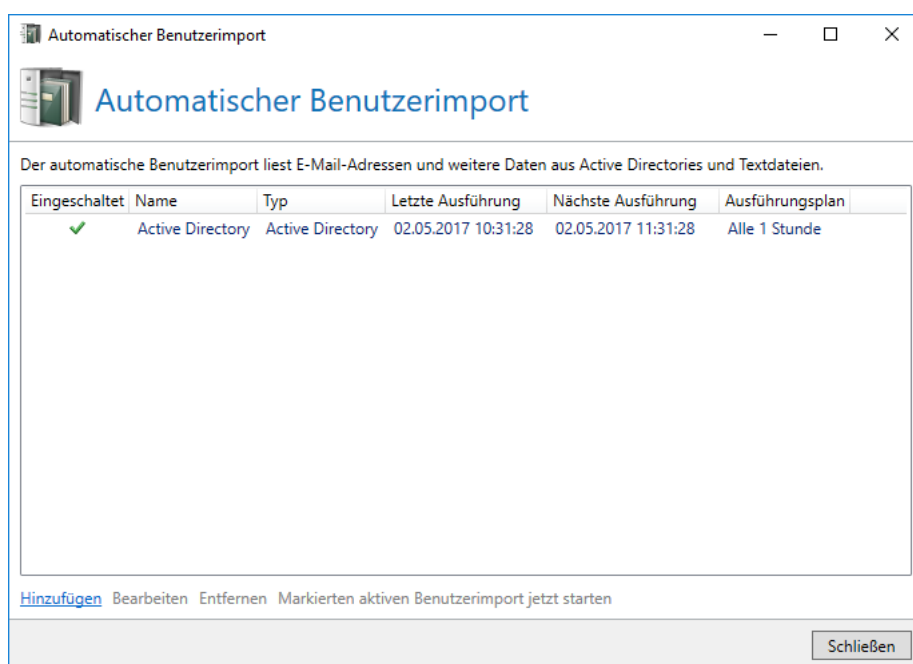 Automatischer Benutzerimport
Automatischer Benutzerimport
Der automatische Benutzerimport liest E-Mail-Adressen und weitere Daten aus Active Directories und Textdateien.
Eingeschaltet Name Typ Letzte Ausführung Nächste Ausführung Ausführungsplan
Active Directory Active Directory 02.05.2017 10:31:28 02.05.2017 11:31:28 Alle 1 Stunde
Hinzufügen Bearbeiten Entfernen Markierten aktiven Benutzerimport jetzt starten
Schließen